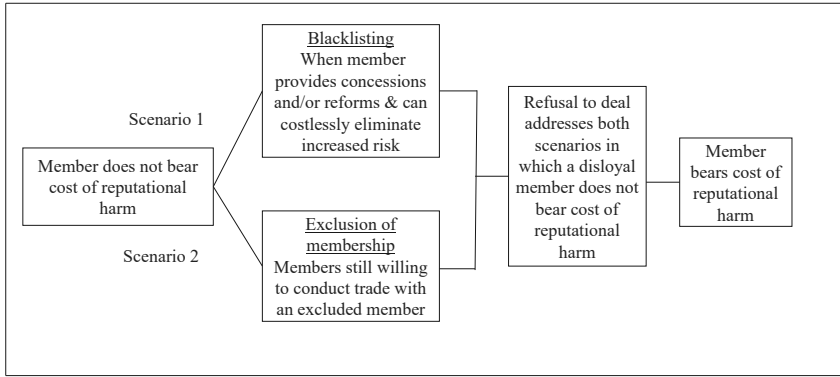 Scenario 1
Member does not bear
cost of reputational
harm
Scenario 2
Blacklisting
When member
provides concessions
and/or reforms & can
costlessly eliminate
increased risk
Exclusion of
membership
Members still willing
to conduct trade with
an excluded member
Refusal to deal
addresses both
scenarios in
which a disloyal
member does not
bear cost of
reputational
harm
Member
bears cost of
reputational
harm